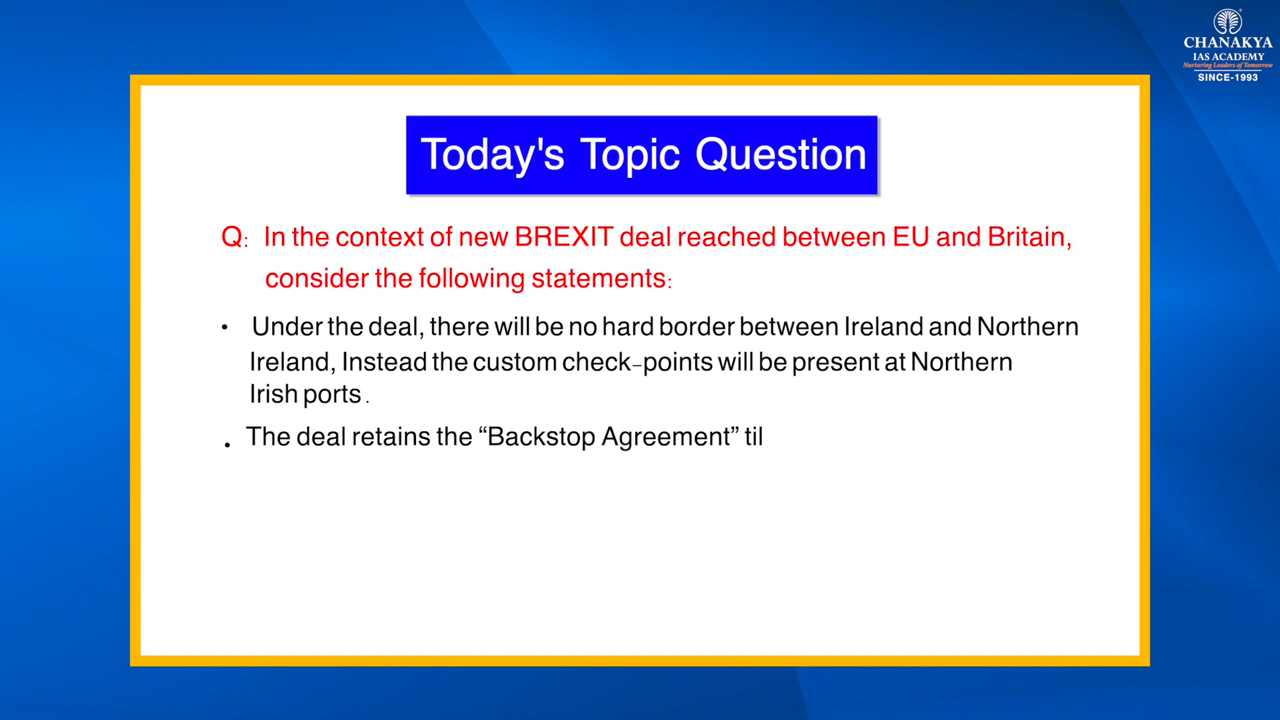 CHANAKYA
IAS ACADEMY
Nurturing Leaders of Tomorrow
SINCE-1993
Today's Topic Question
Q: In the context of new BREXIT deal reached between EU and Britain,
consider the following statements:
• Under the deal, there will be no hard border between Ireland and Northern
Ireland, Instead the custom check-points will be present at Northern
Irish ports.
• The deal retains the “Backstop Agreement” til